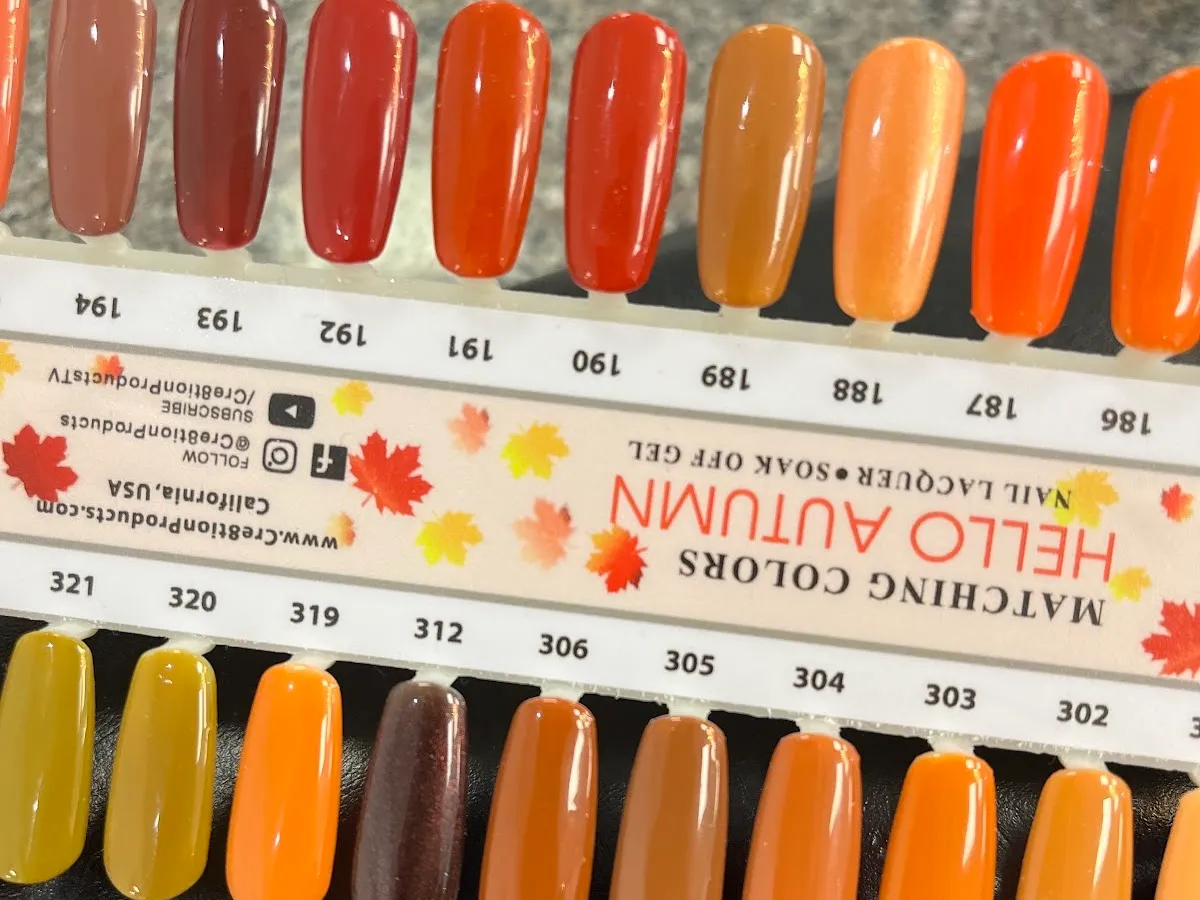 194 193 192 191 190 189 188 187 186
MATCHING COLORS
HELLO AUTUMN
NAIL LACQUER • SOAK OFF GEL
www.Cre8tionProducts.com
California, USA
FOLLOW
@Cre8tionProducts
SUBSCRIBE
/Cre8tionProductsTV
321 320 319 312 306 305 304 303 302